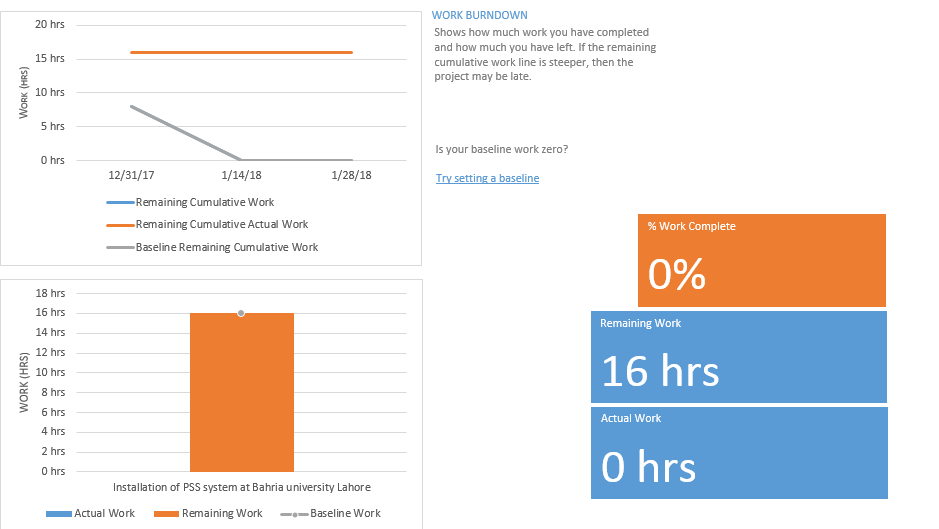 20 hrs
15 hrs
10 hrs
5 hrs
0 hrs
WORK (HRS)
12/31/17 1/14/18 1/28/18
Remaining Cumulative Work
Remaining Cumulative Actual Work
Baseline Remaining Cumulative Work
WORK BURNDOWN
Shows how much work you have completed
and how much you have left. If the remaining
cumulative work line is steeper, then the
project may be late.
Is your baseline work zero?
Try setting a baseline
% Work Complete
0%
Remaining Work
16 hrs
Actual Work
0 hrs
18 hrs
16 hrs
14 hrs
12 hrs
10 hrs
8 hrs
6 hrs
4 hrs
2 hrs
0 hrs
WORK (HRS)
Installation of PSS system at Bahria university Lahore
Actual Work Remaining Work Baseline Work